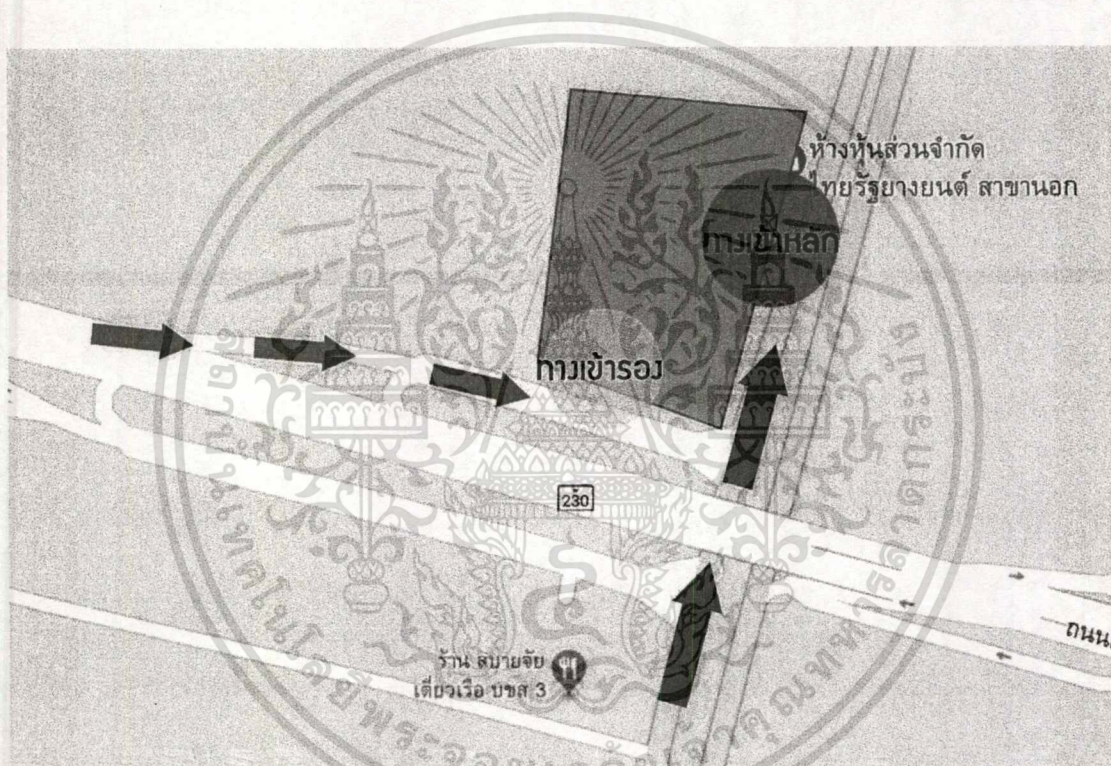 ห้างหุ้นส่วนจำกัด
ไทยรัฐยางยนต์ สาขานอก
ทางเข้าหลัก
ทางเข้ารอง
230
ถนน
ร้าน สบายจัย
เตี๋ยวเรือ บขส 3